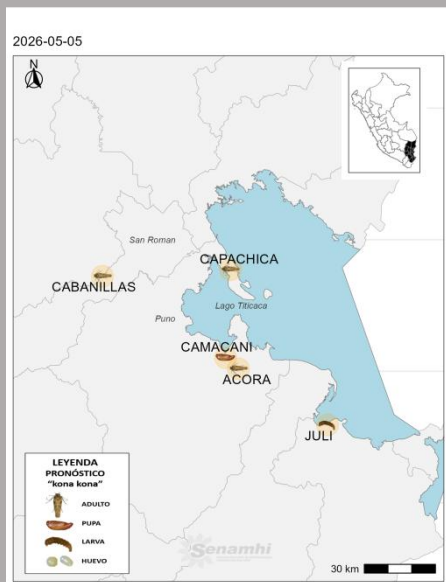 2026-05-05
N
San Roman
CAPACHICA
CABANILLAS
Lago Titicaca
Puno
CAMACANI
ACORA
JULI
LEYENDA
PRONÓSTICO
"kona kona"
ADULTO
PUPA
LARVA
HUEVO
Senamhi
30 km